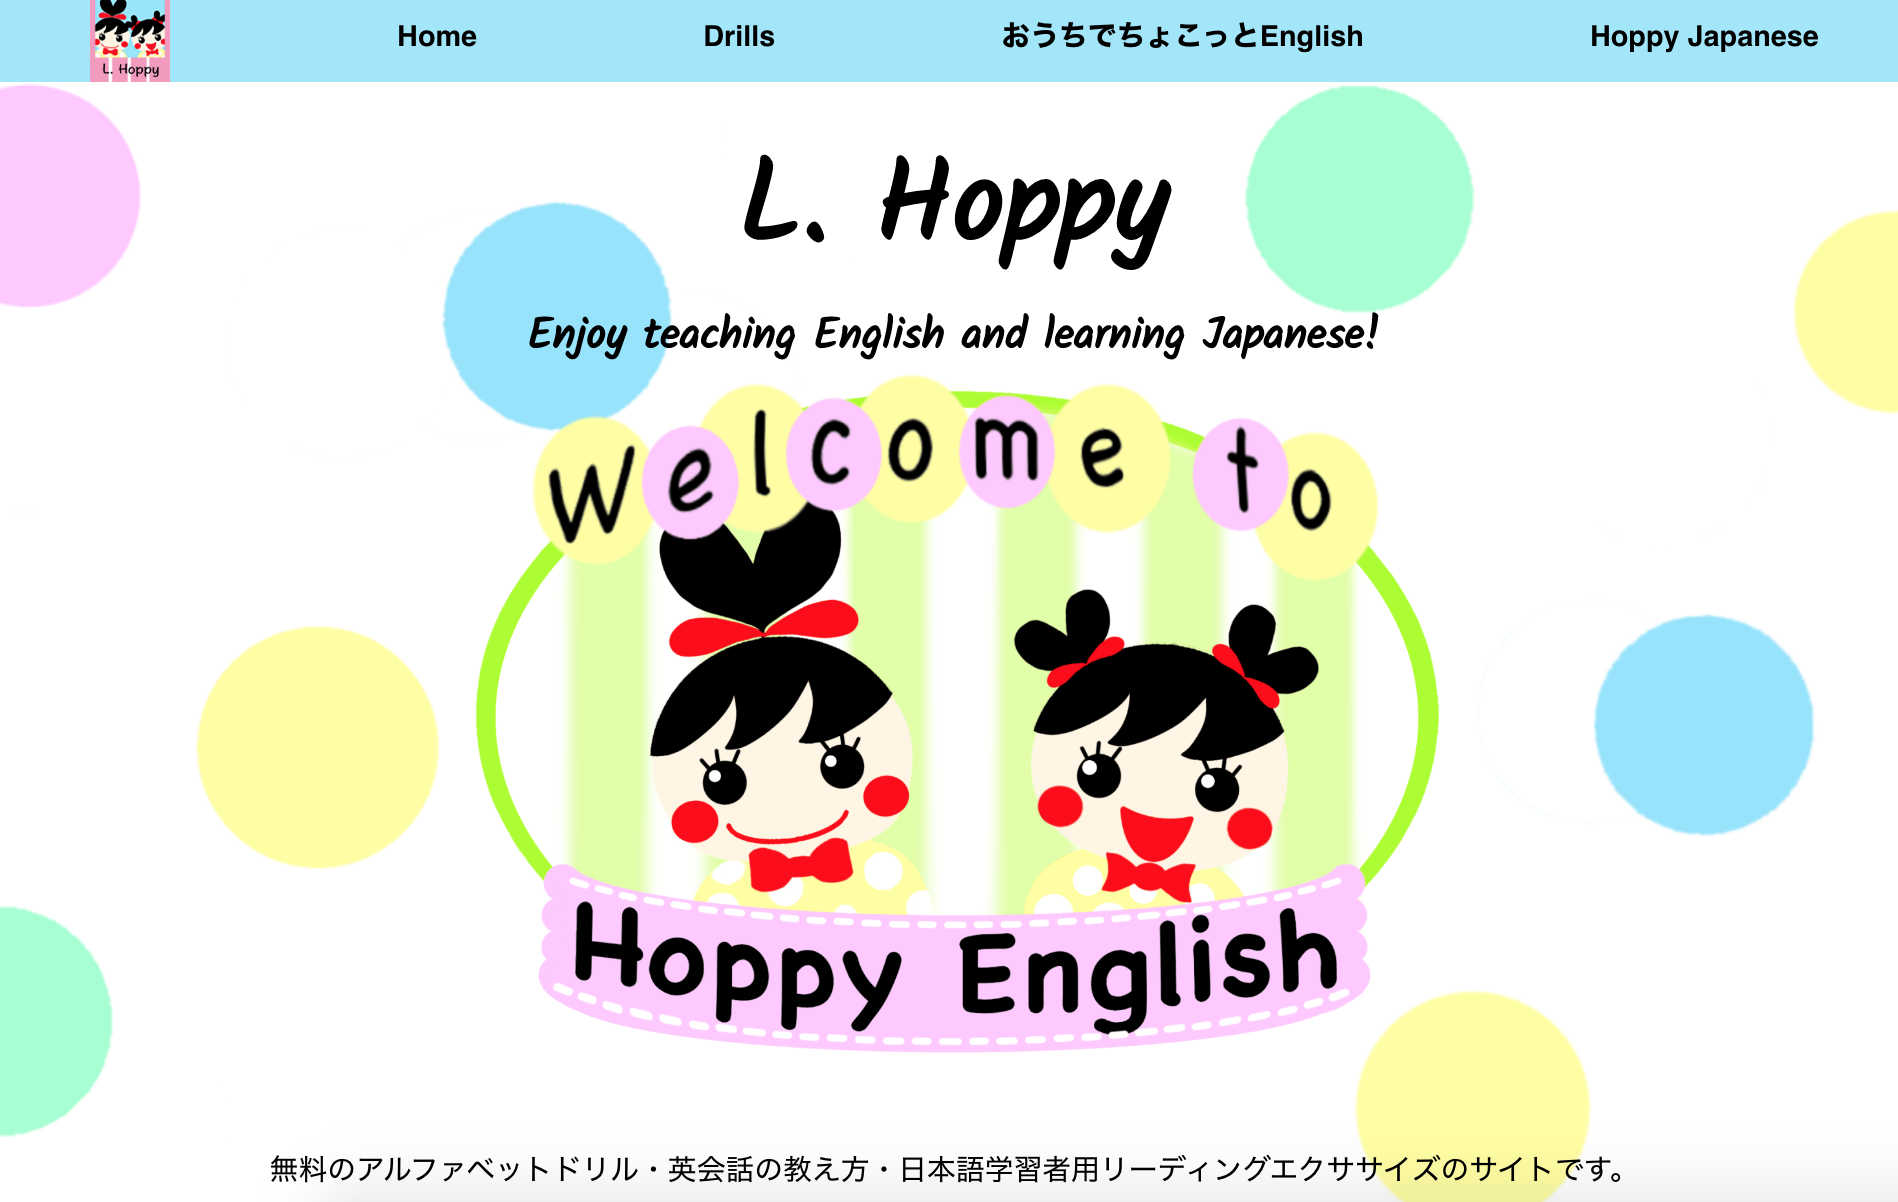 L. Hoppy
Home
Drills
おうちでちょこっとEnglish
Hoppy Japanese
L. Hoppy
Enjoy teaching English and learning Japanese!
Welcome to
Hoppy English
無料のアルファベットドリル・英会話の教え方・日本語学習者用リーディングエクササイズのサイトです。